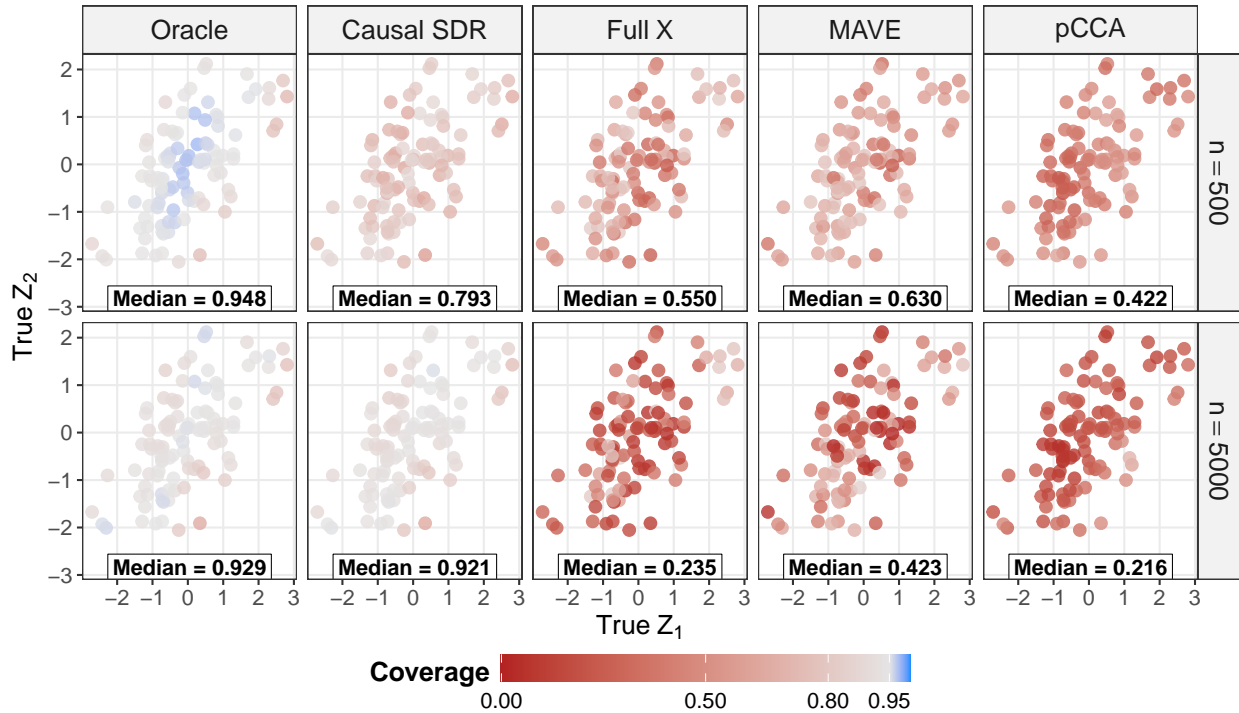 Oracle Causal SDR Full X MAVE pCCA
2
1
0
−1
−2
−3
Median = 0.948 Median = 0.793 Median = 0.550 Median = 0.630 Median = 0.422
n = 500
True Z₂
2
1
0
−1
−2
−3
Median = 0.929 Median = 0.921 Median = 0.235 Median = 0.423 Median = 0.216
n = 5000
−2 −1 0 1 2 3 −2 −1 0 1 2 3 −2 −1 0 1 2 3 −2 −1 0 1 2 3 −2 −1 0 1 2 3
True Z₁
Coverage
0.00 0.50 0.80 0.95